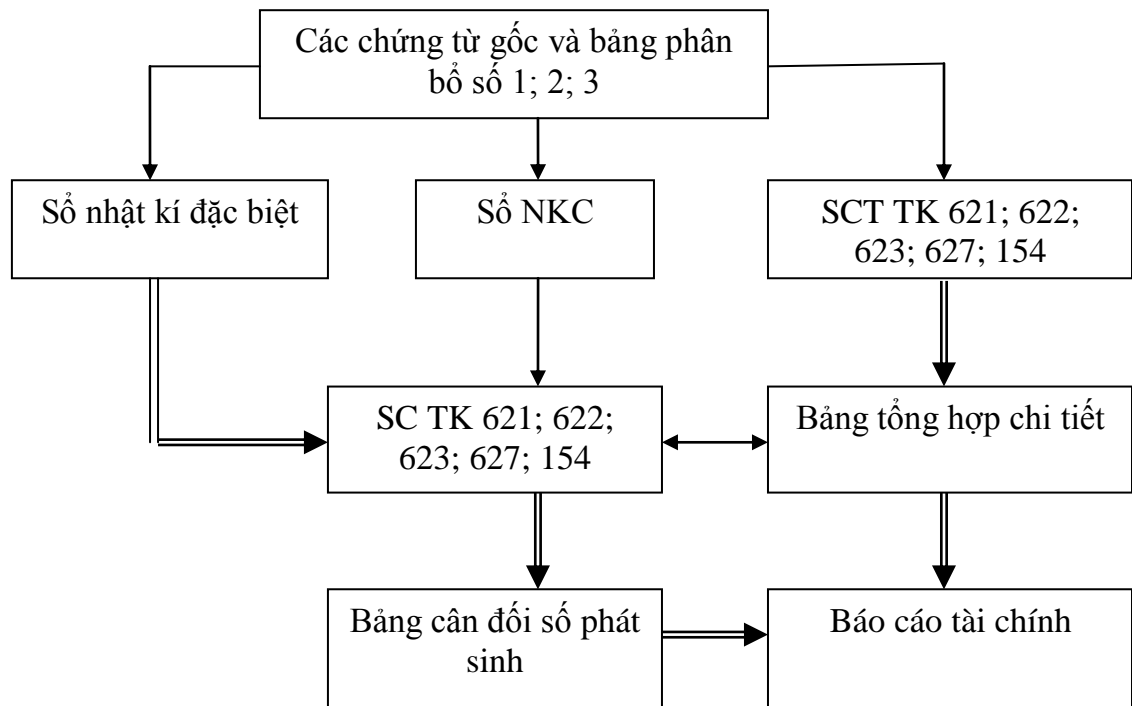 Các chứng từ gốc và bảng phân
bổ số 1; 2; 3
Sổ nhật kí đặc biệt
Sổ NKC
SCT TK 621; 622;
623; 627; 154
SC TK 621; 622;
623; 627; 154
Bảng tổng hợp chi tiết
Bảng cân đối số phát
sinh
Báo cáo tài chính